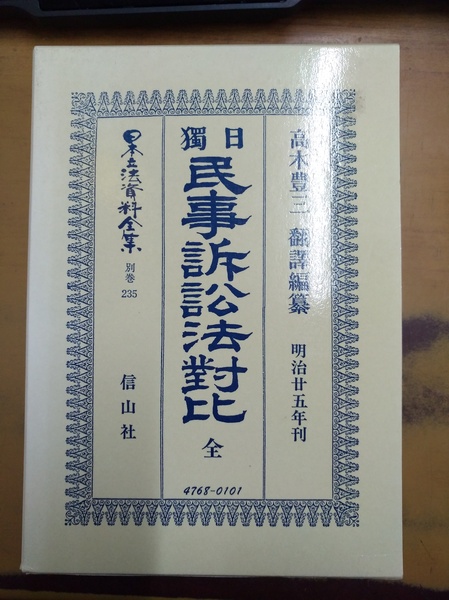 高木豐三 翻譯編纂 明治廿五年刊
日獨
民事訴訟法對比 全
日本立法資料全集 別巻 235
信山社
4768-0101